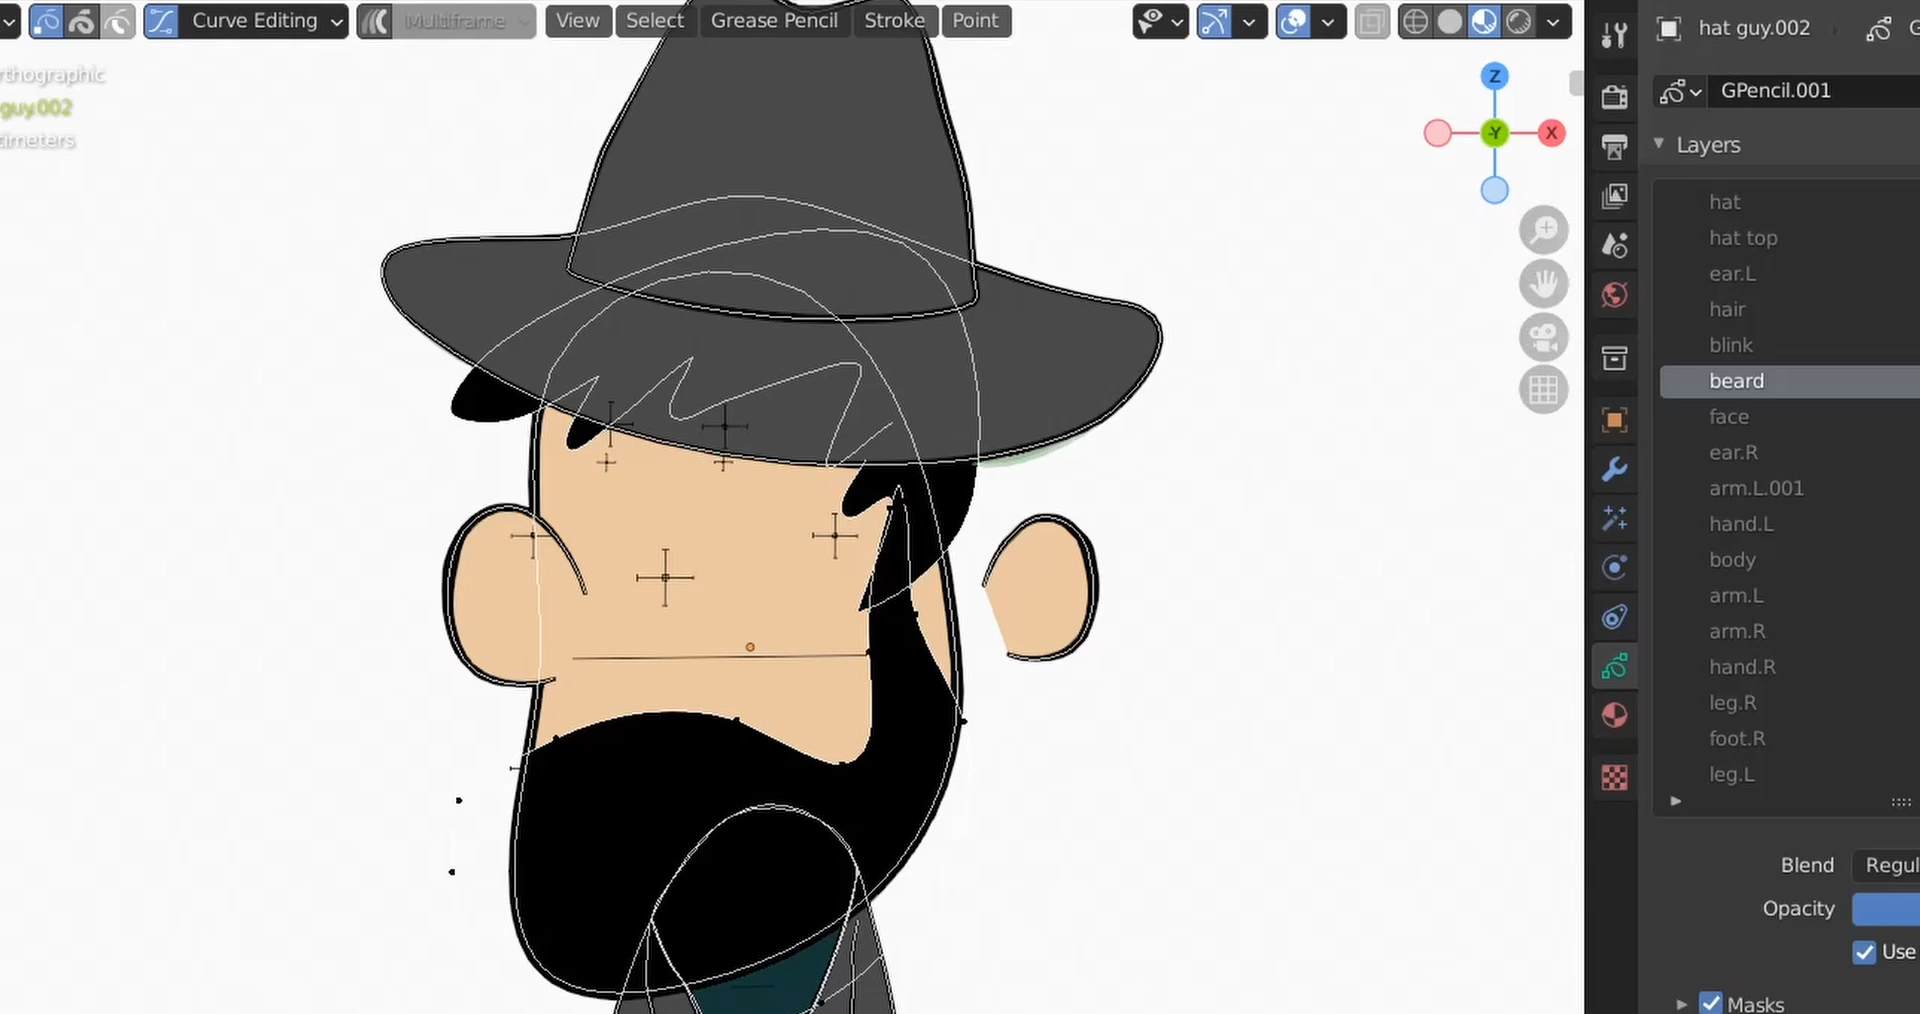 Curve Editing Multiframe View Select Grease Pencil Stroke Point
hat guy.002
guy.002
GPencil.001
Z
-Y
X
Layers
hat
hat top
ear.L
hair
blink
beard
face
ear.R
arm.L.001
hand.L
body
arm.L
arm.R
hand.R
leg.R
foot.R
leg.L
Blend Regul
Opacity
Use
Masks